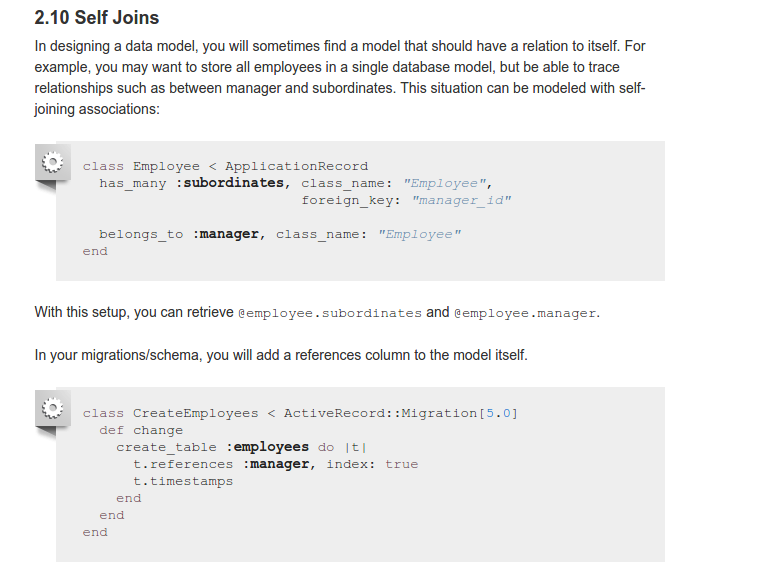 2.10 Self Joins
In designing a data model, you will sometimes find a model that should have a relation to itself. For
example, you may want to store all employees in a single database model, but be able to trace
relationships such as between manager and subordinates. This situation can be modeled with self-
joining associations:
class Employee < ApplicationRecord
  has_many :subordinates, class_name: "Employee",
                          foreign_key: "manager_id"
  belongs_to :manager, class_name: "Employee"
end
With this setup, you can retrieve @employee.subordinates and @employee.manager.
In your migrations/schema, you will add a references column to the model itself.
class CreateEmployees < ActiveRecord::Migration[5.0]
  def change
    create_table :employees do |t|
      t.references :manager, index: true
      t.timestamps
    end
  end
end